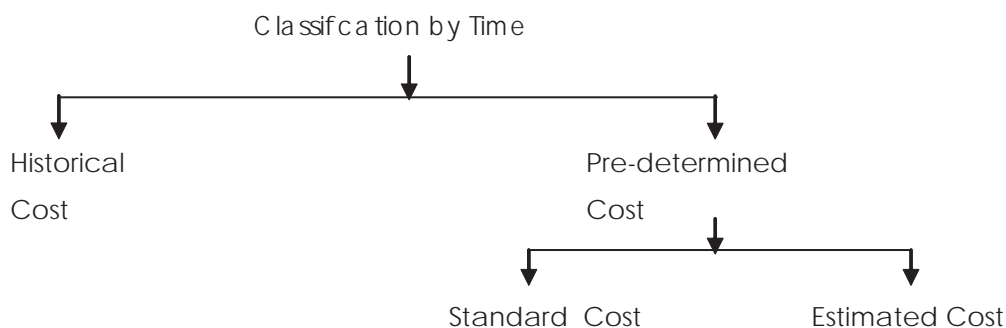 Classifcation by Time
Historical
Cost
Pre-determined
Cost
Standard Cost
Estimated Cost